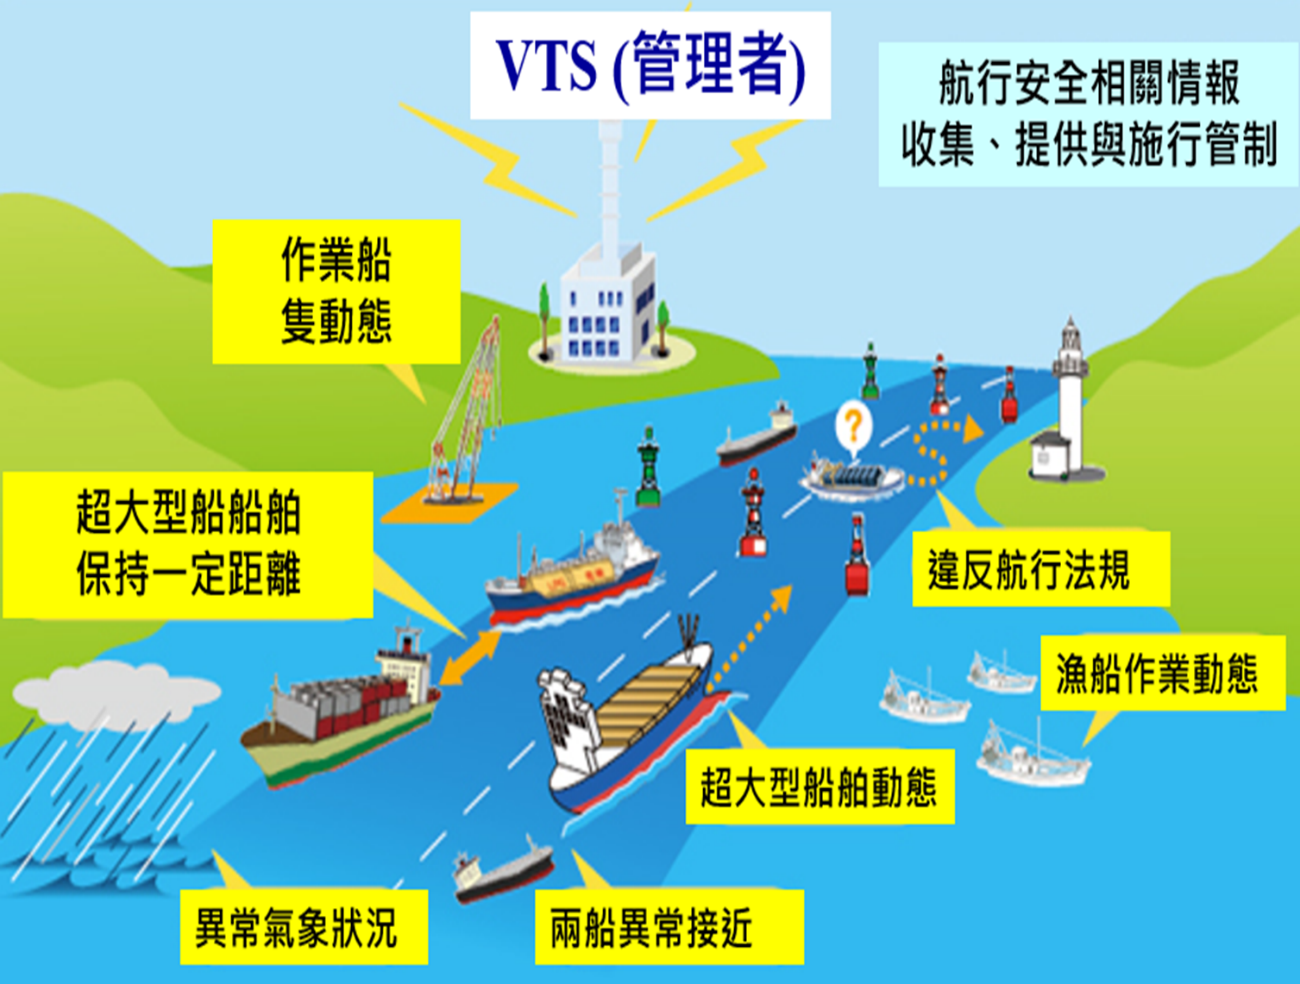 VTS (管理者)
航行安全相關情報
收集、提供與施行管制
作業船
隻動態
超大型船船舶
保持一定距離
?
違反航行法規
漁船作業動態
超大型船舶動態
異常氣象狀況
兩船異常接近